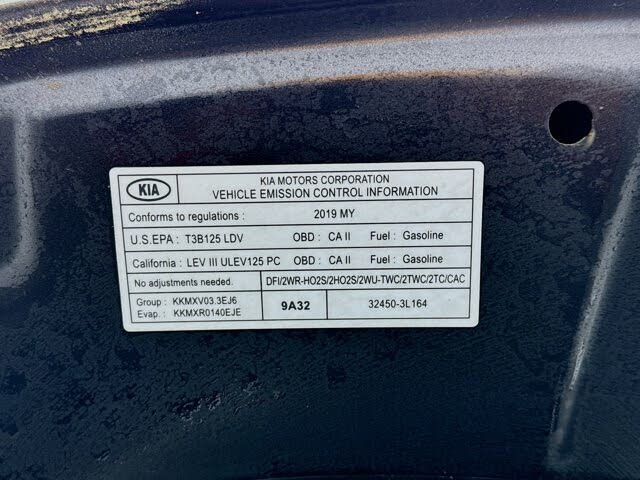 KIA
KIA MOTORS CORPORATION
VEHICLE EMISSION CONTROL INFORMATION
Conforms to regulations : 2019 MY
U.S.EPA : T3B125 LDV OBD : CA II Fuel : Gasoline
California : LEV III ULEV125 PC OBD : CA II Fuel : Gasoline
No adjustments needed. DFI/2WR-HO2S/2HO2S/2WU-TWC/2TWC/2TC/CAC
Group : KKMXV03.3EJ6
Evap. : KKMXR0140EJE
9A32
32450-3L164